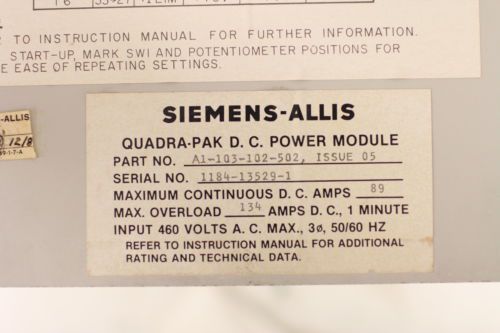 TO INSTRUCTION MANUAL FOR FURTHER INFORMATION.
START-UP, MARK SW1 AND POTENTIOMETER POSITIONS FOR
EASE OF REPEATING SETTINGS.
-ALLIS
12/8
SIEMENS-ALLIS
QUADRA-PAK D. C. POWER MODULE
PART NO. A1-103-102-502, ISSUE 05
SERIAL NO. 1184-13529-1
MAXIMUM CONTINUOUS D. C. AMPS 89
MAX. OVERLOAD 134 AMPS D. C., 1 MINUTE
INPUT 460 VOLTS A. C. MAX., 3ø, 50/60 HZ
REFER TO INSTRUCTION MANUAL FOR ADDITIONAL
RATING AND TECHNICAL DATA.